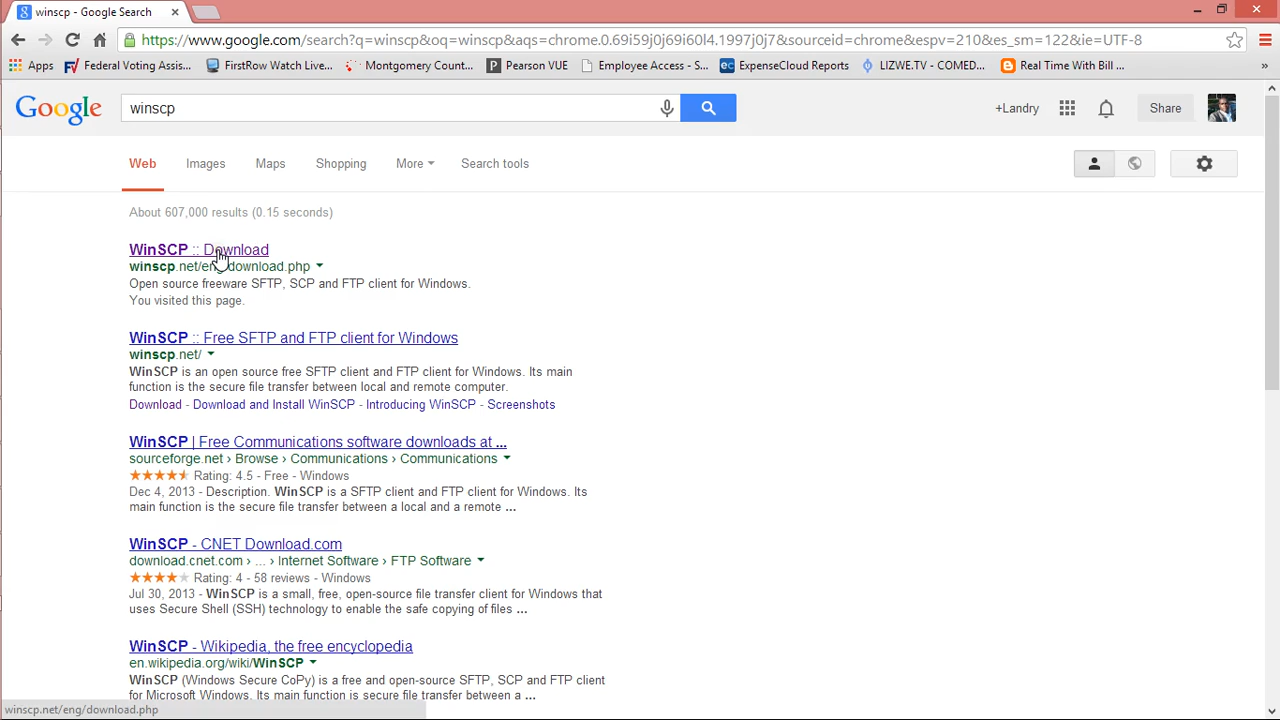 winscp - Google Search
https://www.google.com/search?q=winscp&oq=winscp&aqs=chrome.0.69i59j0j69i60l4.1997j0j7&sourceid=chrome&espv=210&es_sm=122&ie=UTF-8
Apps Federal Voting Assis... FirstRow Watch Live... Montgomery Count... Pearson VUE Employee Access - S... ExpenseCloud Reports LIZWE.TV - COMED... Real Time With Bill ... »
Google winscp +Landry Share
Web Images Maps Shopping More Search tools
About 607,000 results (0.15 seconds)
WinSCP :: Download
winscp.net/eng/download.php
Open source freeware SFTP, SCP and FTP client for Windows.
You visited this page.
WinSCP :: Free SFTP and FTP client for Windows
winscp.net/
WinSCP is an open source free SFTP client and FTP client for Windows. Its main
function is the secure file transfer between local and remote computer.
Download - Download and Install WinSCP - Introducing WinSCP - Screenshots
WinSCP | Free Communications software downloads at ...
sourceforge.net › Browse › Communications › Communications
Rating: 4.5 - Free - Windows
Dec 4, 2013 - Description. WinSCP is a SFTP client and FTP client for Windows. Its
main function is the secure file transfer between a local and a remote ...
WinSCP - CNET Download.com
download.cnet.com › ... › Internet Software › FTP Software
Rating: 4 - 58 reviews - Windows
Jul 30, 2013 - WinSCP is a small, free, open-source file transfer client for Windows that
uses Secure Shell (SSH) technology to enable the safe copying of files ...
WinSCP - Wikipedia, the free encyclopedia
en.wikipedia.org/wiki/WinSCP
WinSCP (Windows Secure CoPy) is a free and open-source SFTP, SCP and FTP client
for Microsoft Windows. Its main function is secure file transfer between a ...
winscp.net/eng/download.php